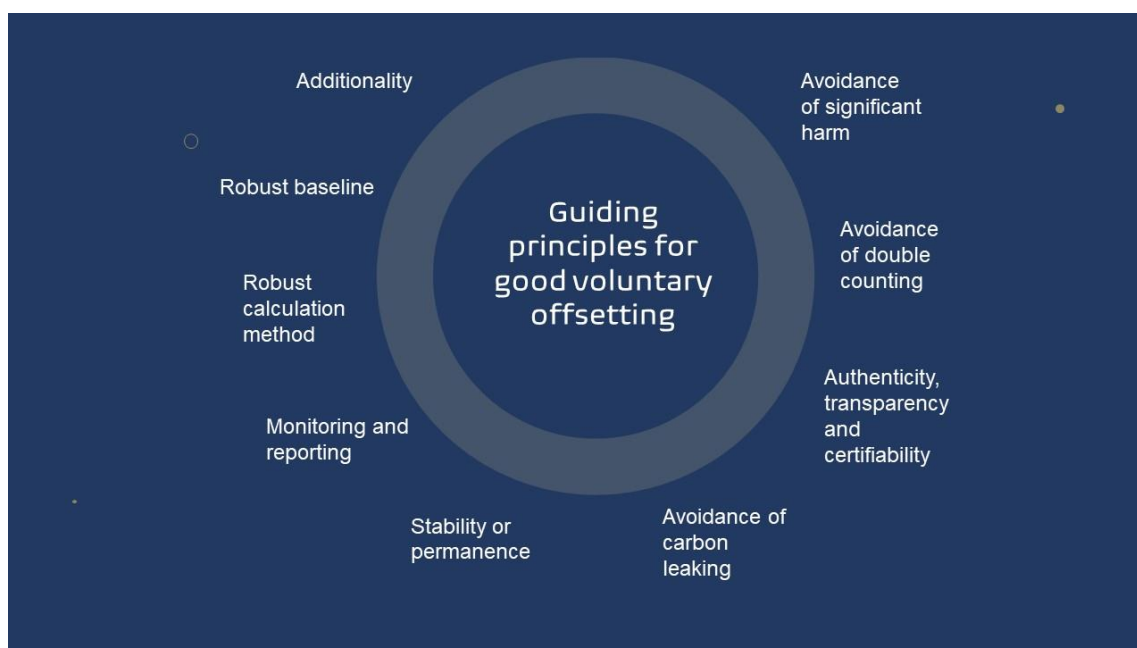 Guiding
principles for
good voluntary
offsetting
Additionality
Robust baseline
Robust
calculation
method
Monitoring and
reporting
Stability or
permanence
Avoidance of
carbon
leaking
Authenticity,
transparency
and
certifiability
Avoidance
of double
counting
Avoidance
of significant
harm